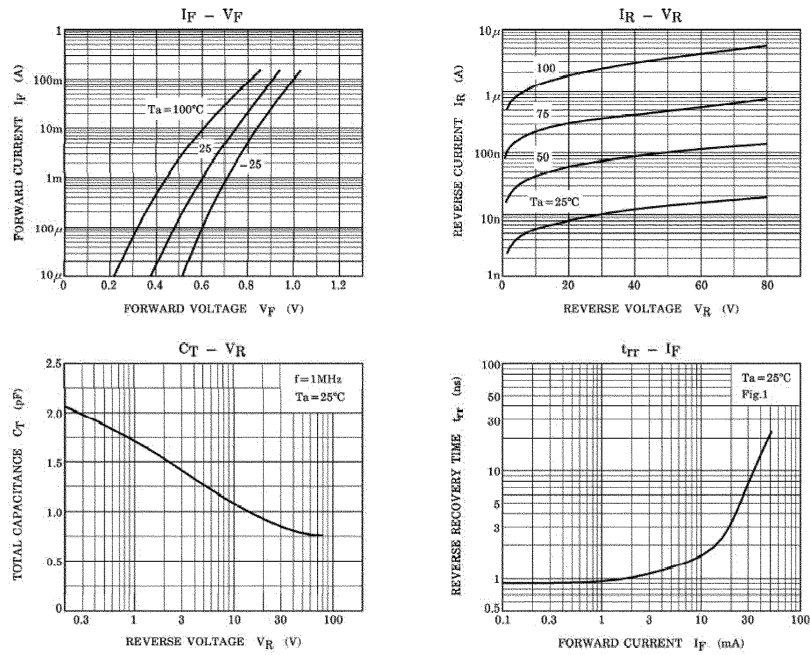 IF – VF
FORWARD CURRENT IF (A)
1
100m
10m
1m
100μ
10μ
Ta=100℃
25
−25
0 0.2 0.4 0.6 0.8 1.0 1.2
FORWARD VOLTAGE VF (V)
IR – VR
REVERSE CURRENT IR (A)
10μ
1μ
100n
10n
1n
100
75
50
Ta=25℃
0 20 40 60 80
REVERSE VOLTAGE VR (V)
CT – VR
TOTAL CAPACITANCE CT (pF)
2.5
2.0
1.5
1.0
0.5
0
f=1MHz
Ta=25℃
0.3 1 3 10 30 100
REVERSE VOLTAGE VR (V)
trr – IF
REVERSE RECOVERY TIME trr (ns)
100
50
30
10
5
3
1
0.5
Ta=25℃
Fig.1
0.1 0.3 1 3 10 30 100
FORWARD CURRENT IF (mA)